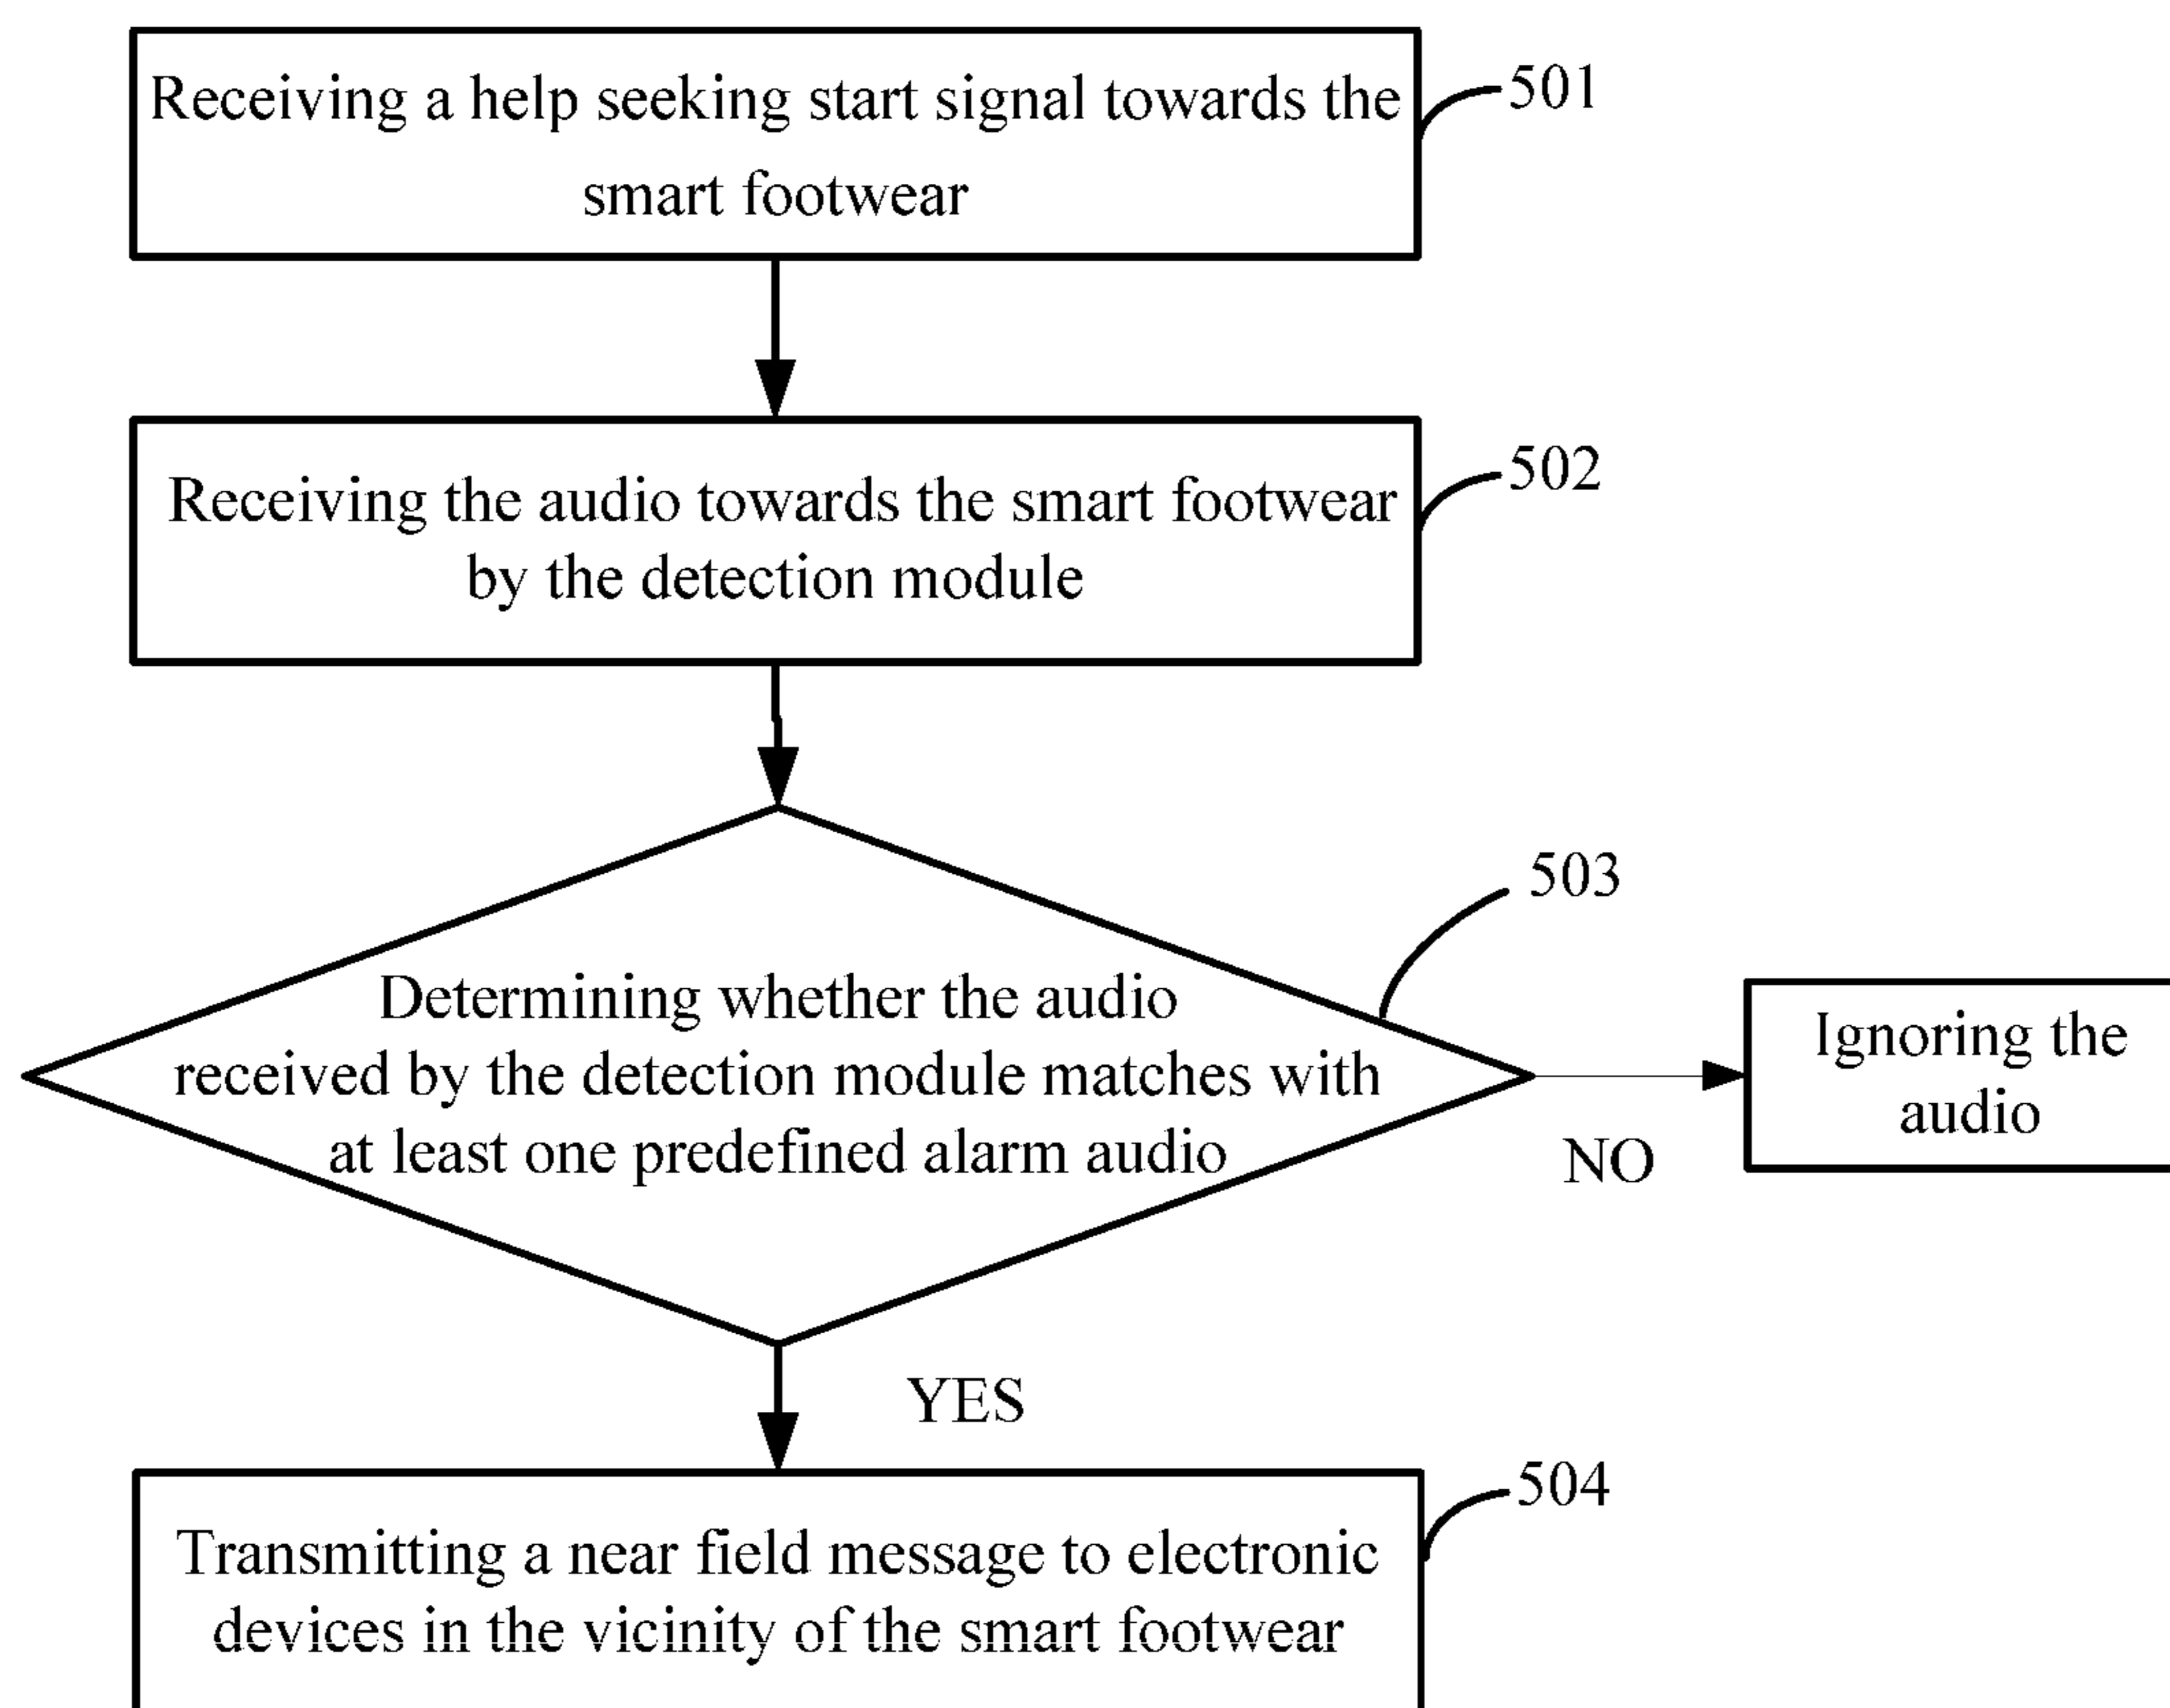 Receiving a help seeking start signal towards the
smart footwear
501
Receiving the audio towards the smart footwear
by the detection module
502
Determining whether the audio
received by the detection module matches with
at least one predefined alarm audio
503
Ignoring the
audio
NO
YES
Transmitting a near field message to electronic
devices in the vicinity of the smart footwear
504